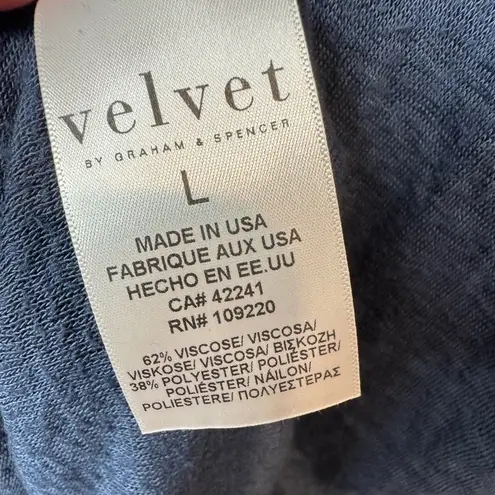 velvet
BY GRAHAM & SPENCER
L
MADE IN USA
FABRIQUE AUX USA
HECHO EN EE.UU
CA# 42241
RN# 109220
62% VISCOSE/ VISCOSA/
VISKOSE/ VISCOSA/ ΒΙΣΚΟΖΗ
38% POLYESTER/ POLIÉSTER/
POLIÉSTER/ NÁILON/
POLIESTERE/ ΠΟΛΥΕΣΤΕΡΑΣ